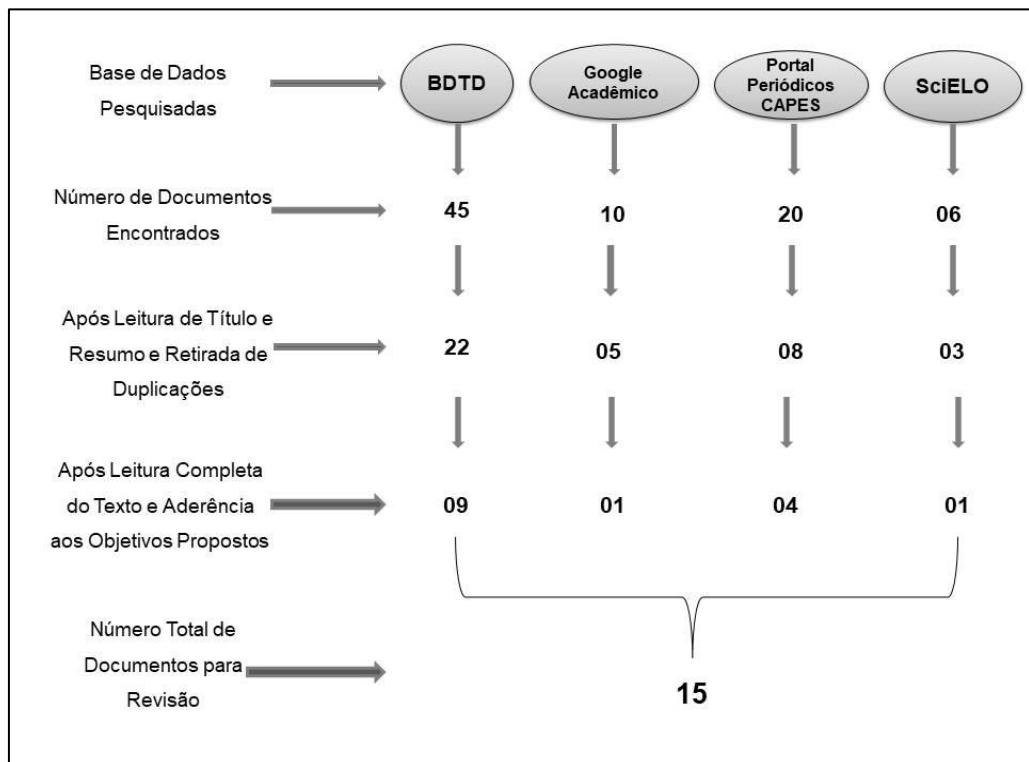 Base de Dados
Pesquisadas
BDTD
Google
Acadêmico
Portal
Periódicos
CAPES
SciELO
Número de Documentos
Encontrados
45
10
20
06
Após Leitura de Título e
Resumo e Retirada de
Duplicações
22
05
08
03
Após Leitura Completa
do Texto e Aderência
aos Objetivos Propostos
09
01
04
01
Número Total de
Documentos para
Revisão
15